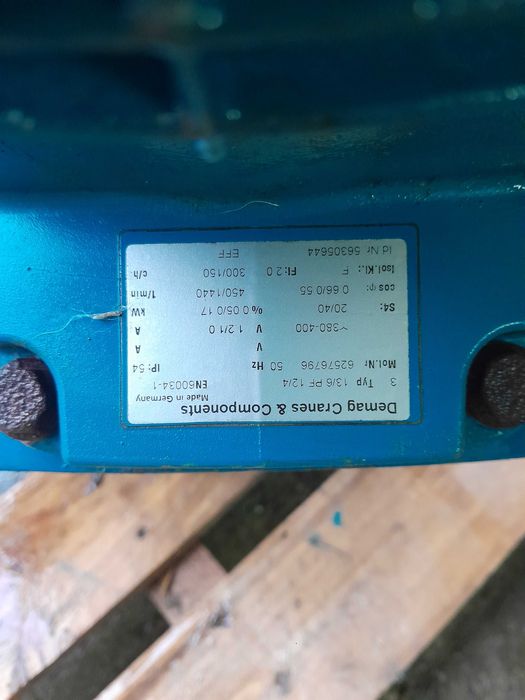 Demag Cranes & Components
Made in Germany
3 Typ 13/6 PF 12/4 EN60034-1
Mot.Nr 62576796 50 Hz IP: 54
V A
~380-400 V 1.2/1.0 A
S4: 20/40 % 0.05/0.17 kW
cos φ: 0.66/0.55 450/1440 1/min
Isol.Kl.: F FI: 2.0 300/150 c/h
Id Nr 56305644 EFF